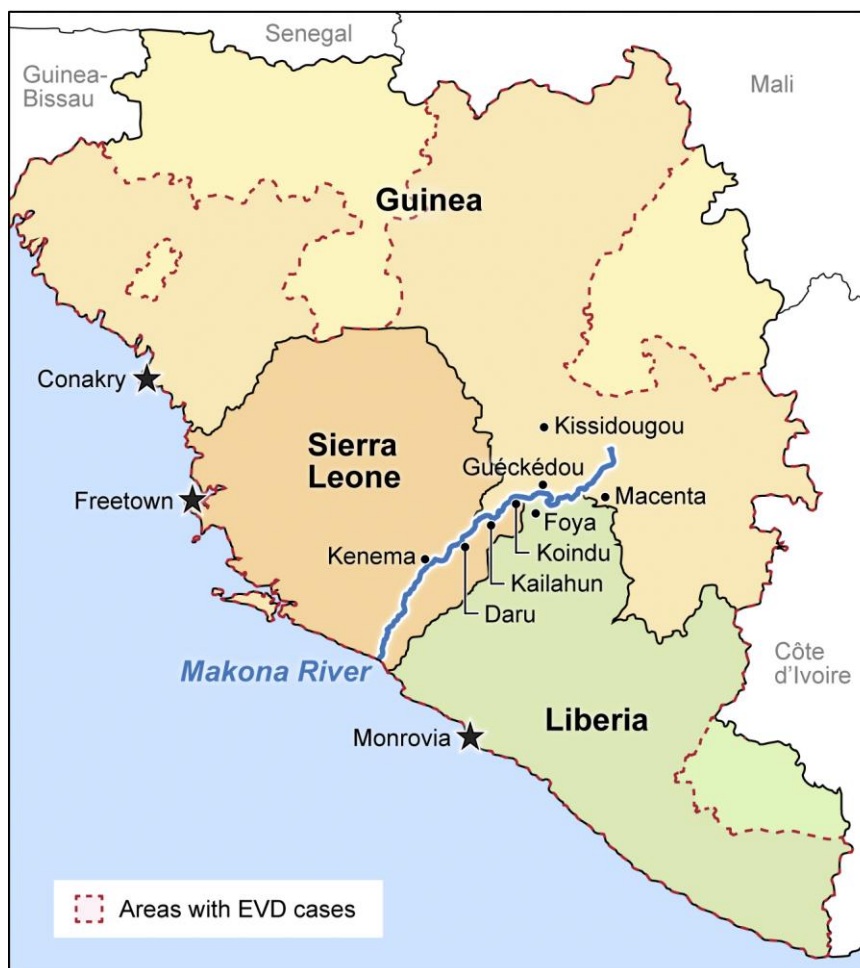 Senegal
Guinea-
Bissau
Mali
Guinea
Conakry
Kissidougou
Sierra
Leone
Guéckédou
Freetown
Macenta
Foya
Kenema
Koindu
Kailahun
Daru
Makona River
Côte
d'Ivoire
Liberia
Monrovia
Areas with EVD cases